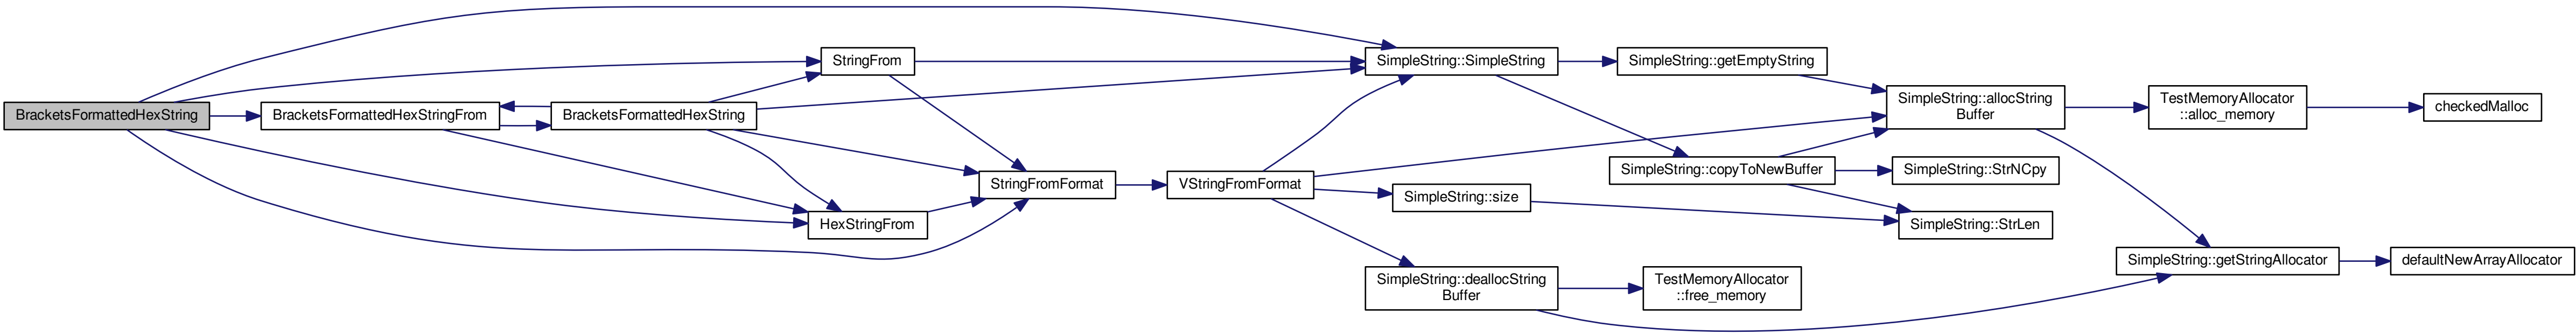 BracketsFormattedHexString
BracketsFormattedHexStringFrom
BracketsFormattedHexString
StringFrom
HexStringFrom
StringFromFormat
VStringFromFormat
SimpleString::SimpleString
SimpleString::size
SimpleString::deallocString
Buffer
SimpleString::getEmptyString
SimpleString::copyToNewBuffer
TestMemoryAllocator
::free_memory
SimpleString::allocString
Buffer
SimpleString::StrNCpy
SimpleString::StrLen
TestMemoryAllocator
::alloc_memory
SimpleString::getStringAllocator
checkedMalloc
defaultNewArrayAllocator